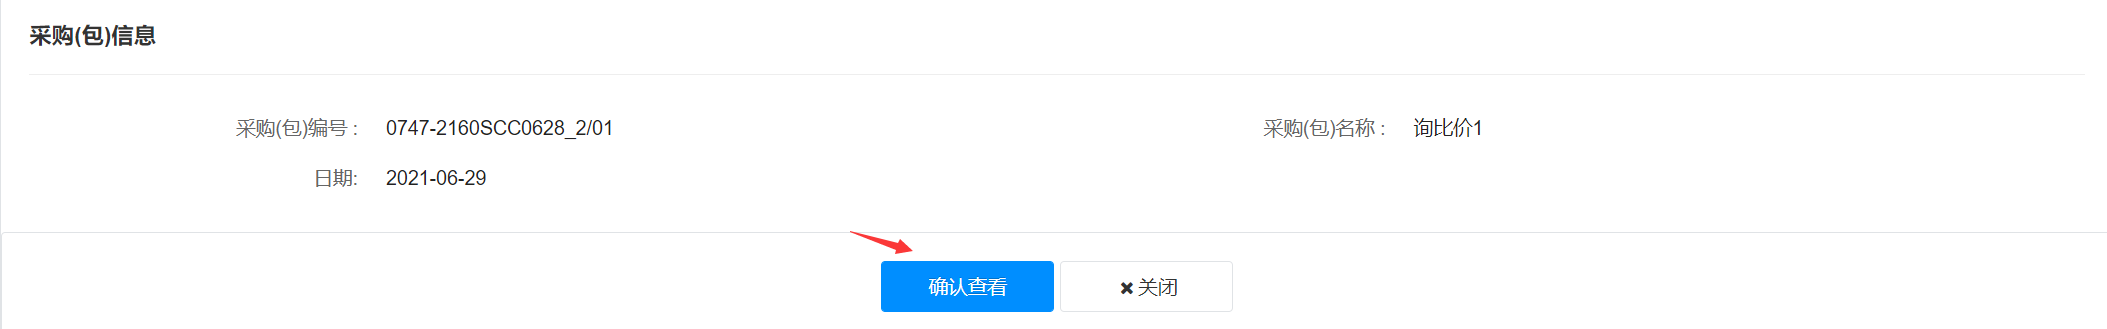 采购(包)信息
采购(包)编号： 0747-2160SCC0628_2/01 采购(包)名称： 询比价1
日期: 2021-06-29
确认查看 ✖ 关闭